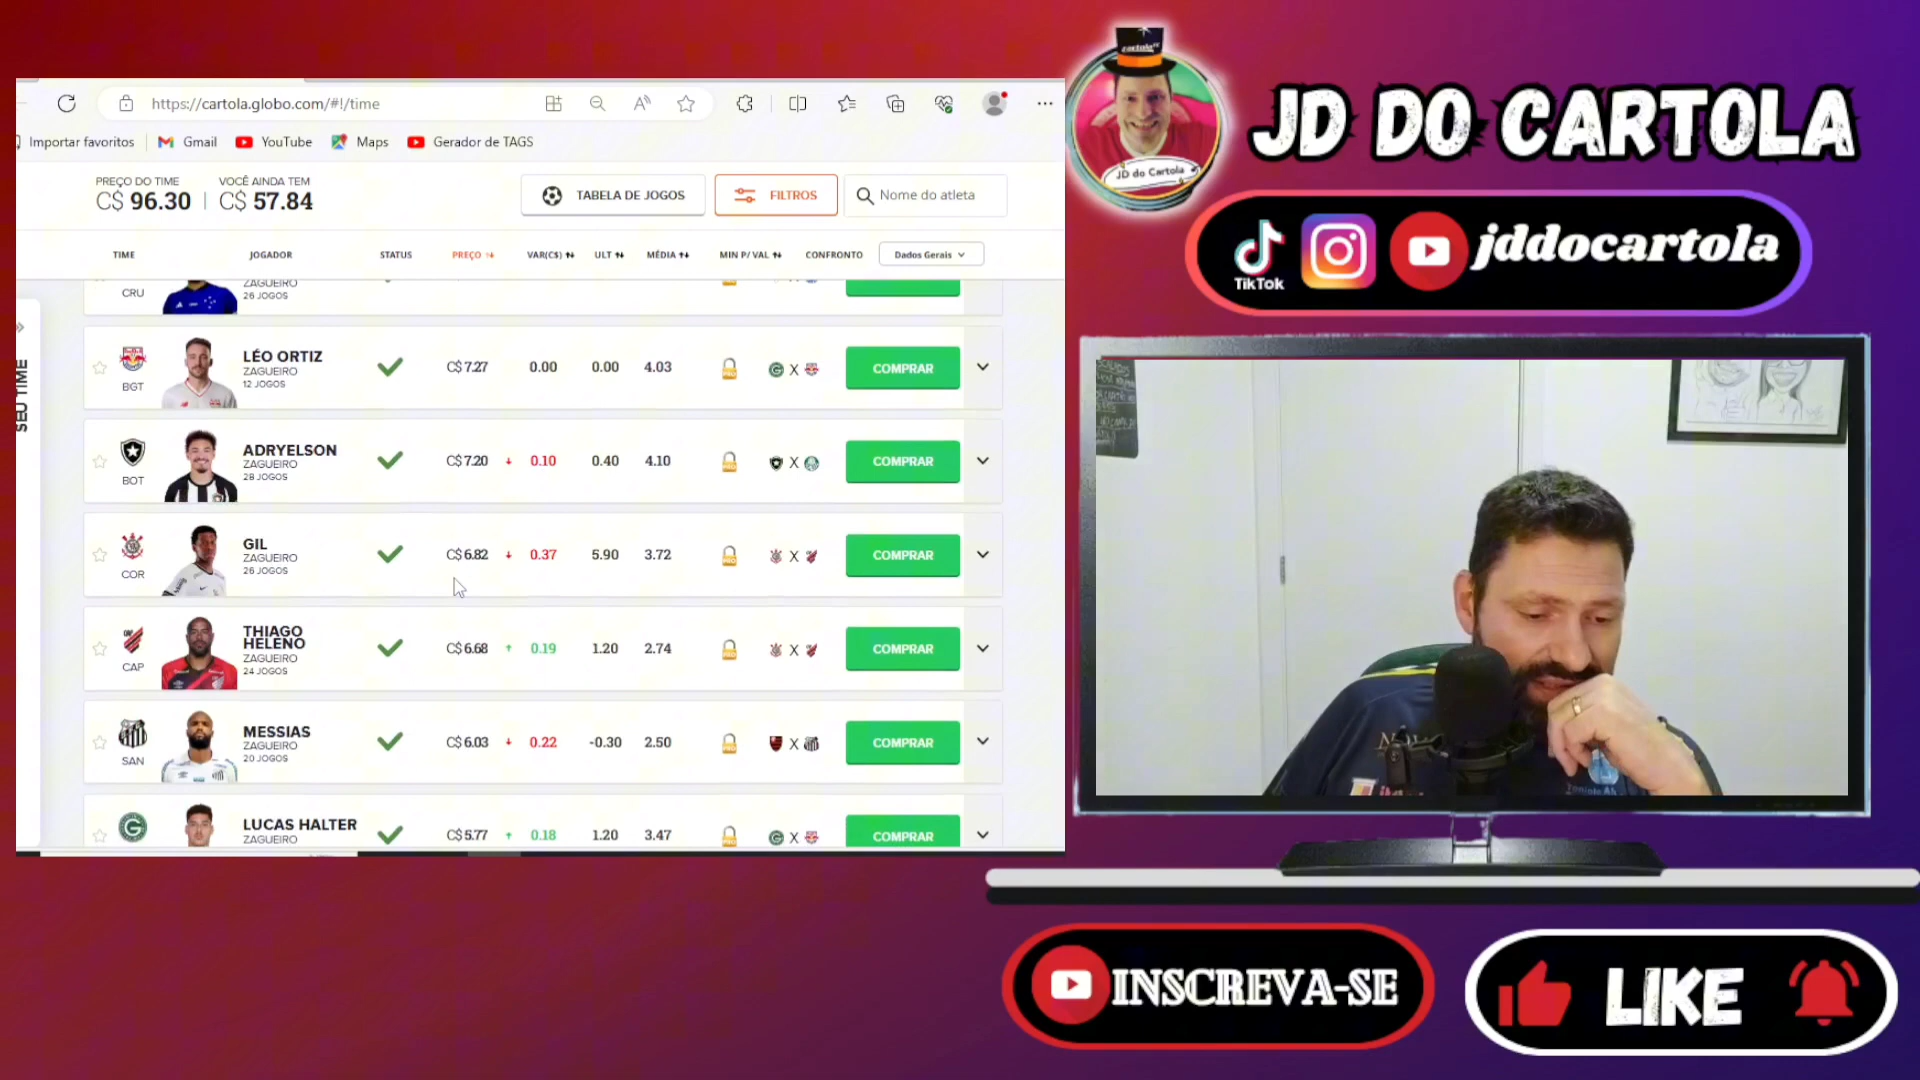 https://cartola.globo.com/#!/time
Importar favoritos
Gmail
YouTube
Maps
Gerador de TAGS
PREÇO DO TIME
C$ 96.30
VOCÊ AINDA TEM
C$ 57.84
TABELA DE JOGOS
FILTROS
Nome do atleta
TIME JOGADOR STATUS PREÇO VAR(C$) ULT MÉDIA MIN P/ VAL CONFRONTO Dados Gerais
SEU TIME
CRU
ZAGUEIRO
26 JOGOS
BGT
LÉO ORTIZ
ZAGUEIRO
12 JOGOS
C$ 7.27 0.00 0.00 4.03 X COMPRAR
BOT
ADRYELSON
ZAGUEIRO
28 JOGOS
C$ 7.20 0.10 0.40 4.10 X COMPRAR
COR
GIL
ZAGUEIRO
26 JOGOS
C$ 6.82 0.37 5.90 3.72 X COMPRAR
CAP
THIAGO
HELENO
ZAGUEIRO
24 JOGOS
C$ 6.68 0.19 1.20 2.74 X COMPRAR
SAN
MESSIAS
ZAGUEIRO
20 JOGOS
C$ 6.03 0.22 -0.30 2.50 X COMPRAR
LUCAS HALTER
ZAGUEIRO
C$ 5.77 0.18 1.20 3.47 X COMPRAR
cartola
JD do Cartola
JD DO CARTOLA
TikTok
jddocartola
INSCREVA-SE
LIKE